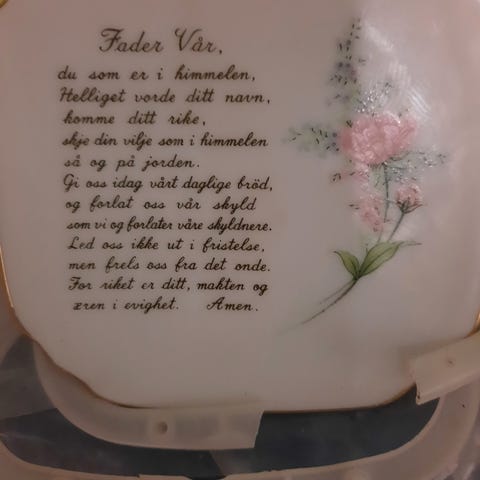 Fader Vår,
du som er i himmelen,
Helliget vorde ditt navn,
komme ditt rike,
skje din vilje som i himmelen
så og på jorden.
Gi oss idag vårt daglige bröd,
og forlat oss vår skyld
som vi og forlater våre skyldnere.
Led oss ikke ut i fristelse,
men frels oss fra det onde.
For riket er ditt, makten og
æren i evighet. Amen.